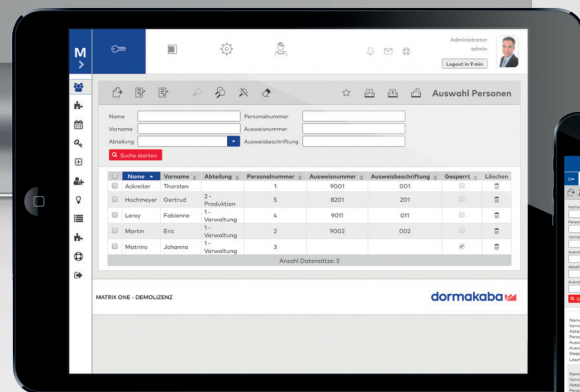 M
Administrator
admin
Logout in 9 min
Auswahl Personen
Name
Personalnummer
Vorname
Ausweisnummer
Abteilung
Ausweisbeschriftung
Suche starten
Name Vorname Abteilung Personalnummer Ausweisnummer Ausweisbeschriftung Gesperrt Löschen
Ackreiter Thorsten 1 9001 001
Hochmeyer Gertrud 2 - Produktion 5 8201 201
Leroy Fabienne 1 - Verwaltung 4 9011 011
Martin Eric 1 - Verwaltung 2 9002 002
Matrino Johanna 1 - Verwaltung 3
Anzahl Datensätze: 5
MATRIX ONE - DEMOLIZENZ
dormakaba